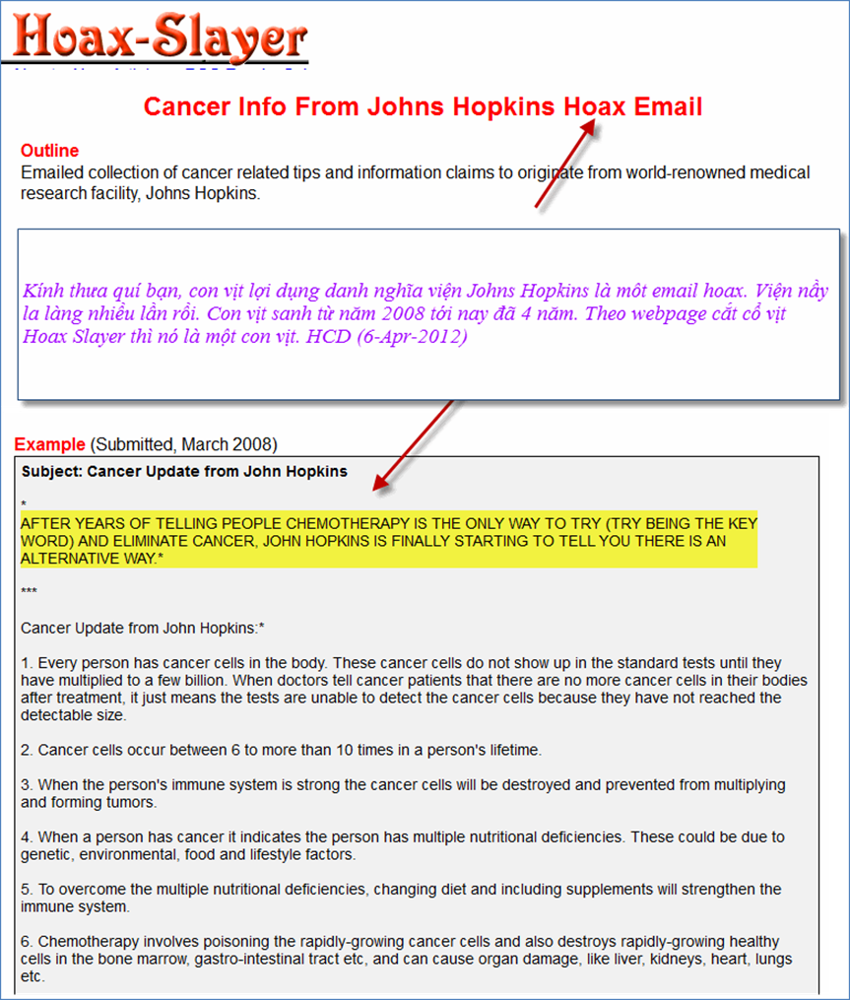 Hoax-Slayer
Cancer Info From Johns Hopkins Hoax Email
Outline
Emailed collection of cancer related tips and information claims to originate from world-renowned medical
research facility, Johns Hopkins.
Kính thưa quí bạn, con vịt lợi dụng danh nghĩa viện Johns Hopkins là một email hoax. Viện nầy
la làng nhiều lần rồi. Con vịt sanh từ năm 2008 tới nay đã 4 năm. Theo webpage cắt cổ vịt
Hoax Slayer thì nó là một con vịt. HCD (6-Apr-2012)
Example (Submitted, March 2008)
Subject: Cancer Update from John Hopkins
*
AFTER YEARS OF TELLING PEOPLE CHEMOTHERAPY IS THE ONLY WAY TO TRY (TRY BEING THE KEY
WORD) AND ELIMINATE CANCER, JOHN HOPKINS IS FINALLY STARTING TO TELL YOU THERE IS AN
ALTERNATIVE WAY.*
***
Cancer Update from John Hopkins:*
1. Every person has cancer cells in the body. These cancer cells do not show up in the standard tests until they
have multiplied to a few billion. When doctors tell cancer patients that there are no more cancer cells in their bodies
after treatment, it just means the tests are unable to detect the cancer cells because they have not reached the
detectable size.
2. Cancer cells occur between 6 to more than 10 times in a person's lifetime.
3. When the person's immune system is strong the cancer cells will be destroyed and prevented from multiplying
and forming tumors.
4. When a person has cancer it indicates the person has multiple nutritional deficiencies. These could be due to
genetic, environmental, food and lifestyle factors.
5. To overcome the multiple nutritional deficiencies, changing diet and including supplements will strengthen the
immune system.
6. Chemotherapy involves poisoning the rapidly-growing cancer cells and also destroys rapidly-growing healthy
cells in the bone marrow, gastro-intestinal tract etc, and can cause organ damage, like liver, kidneys, heart, lungs
etc.